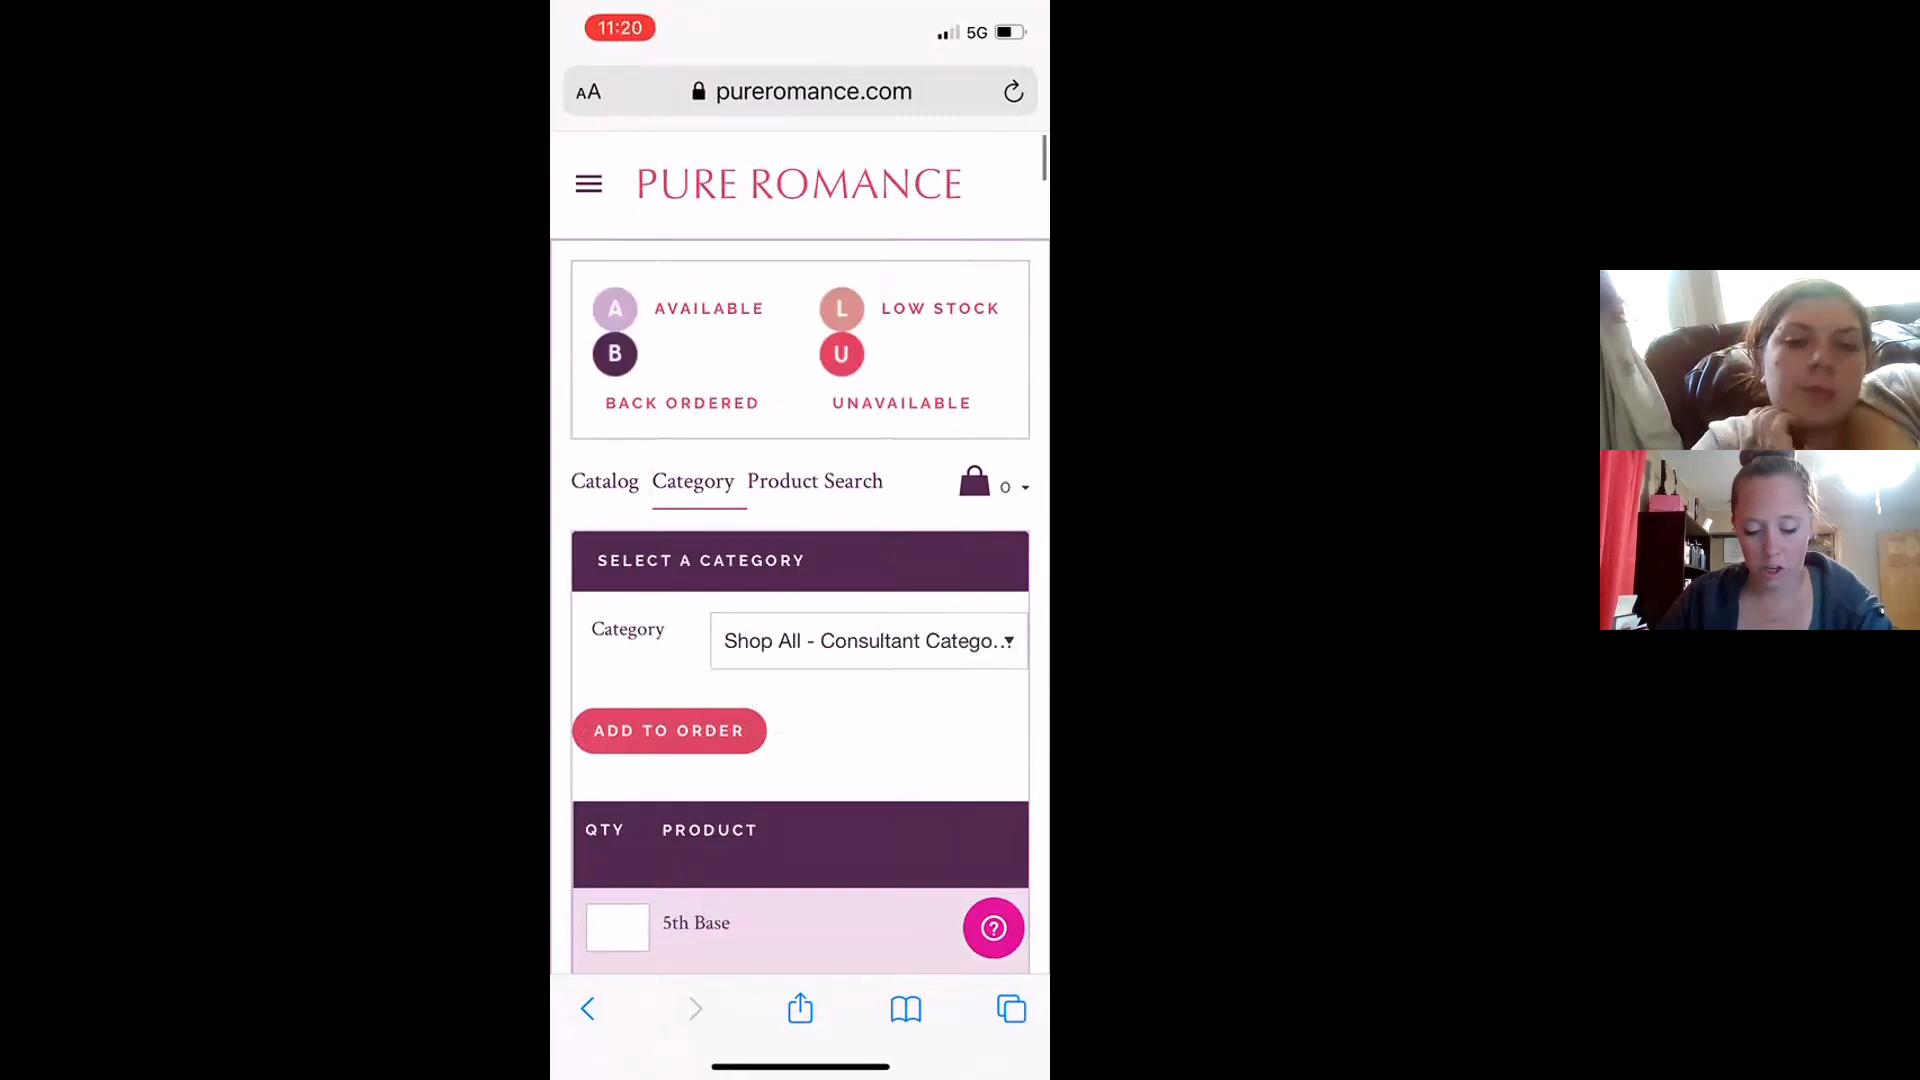 11:20
5G
AA pureromance.com
PURE ROMANCE
A AVAILABLE L LOW STOCK
B U
BACK ORDERED UNAVAILABLE
Catalog Category Product Search 0
SELECT A CATEGORY
Category Shop All - Consultant Catego...
ADD TO ORDER
QTY PRODUCT
5th Base ?